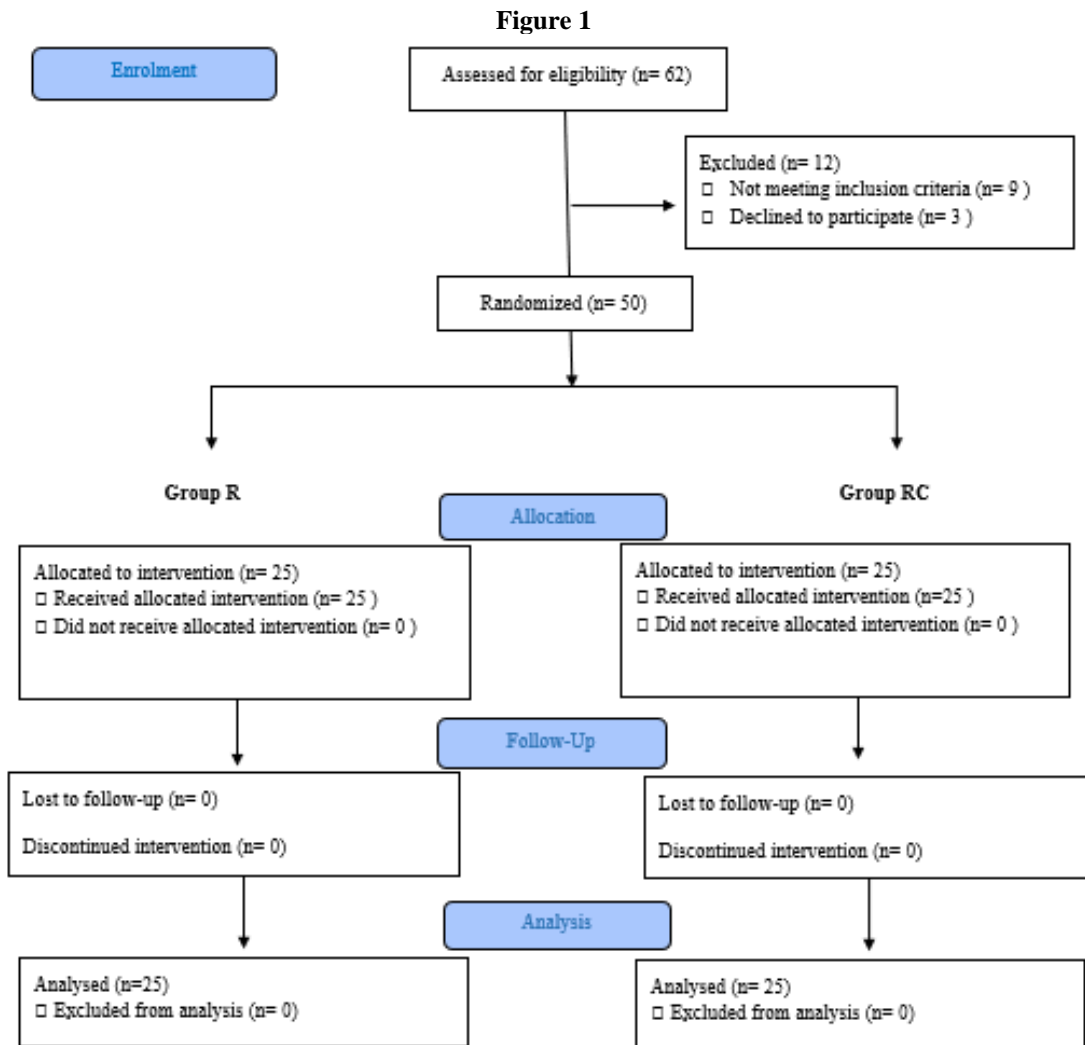 Figure 1
Enrolment
Assessed for eligibility (n= 62)
Excluded (n= 12)
□ Not meeting inclusion criteria (n= 9 )
□ Declined to participate (n= 3 )
Randomized (n= 50)
Group R
Group RC
Allocation
Allocated to intervention (n= 25)
□ Received allocated intervention (n= 25 )
□ Did not receive allocated intervention (n= 0 )
Allocated to intervention (n= 25)
□ Received allocated intervention (n=25 )
□ Did not receive allocated intervention (n= 0 )
Follow-Up
Lost to follow-up (n= 0)
Discontinued intervention (n= 0)
Lost to follow-up (n= 0)
Discontinued intervention (n= 0)
Analysis
Analysed (n=25)
□ Excluded from analysis (n= 0)
Analysed (n= 25)
□ Excluded from analysis (n= 0)